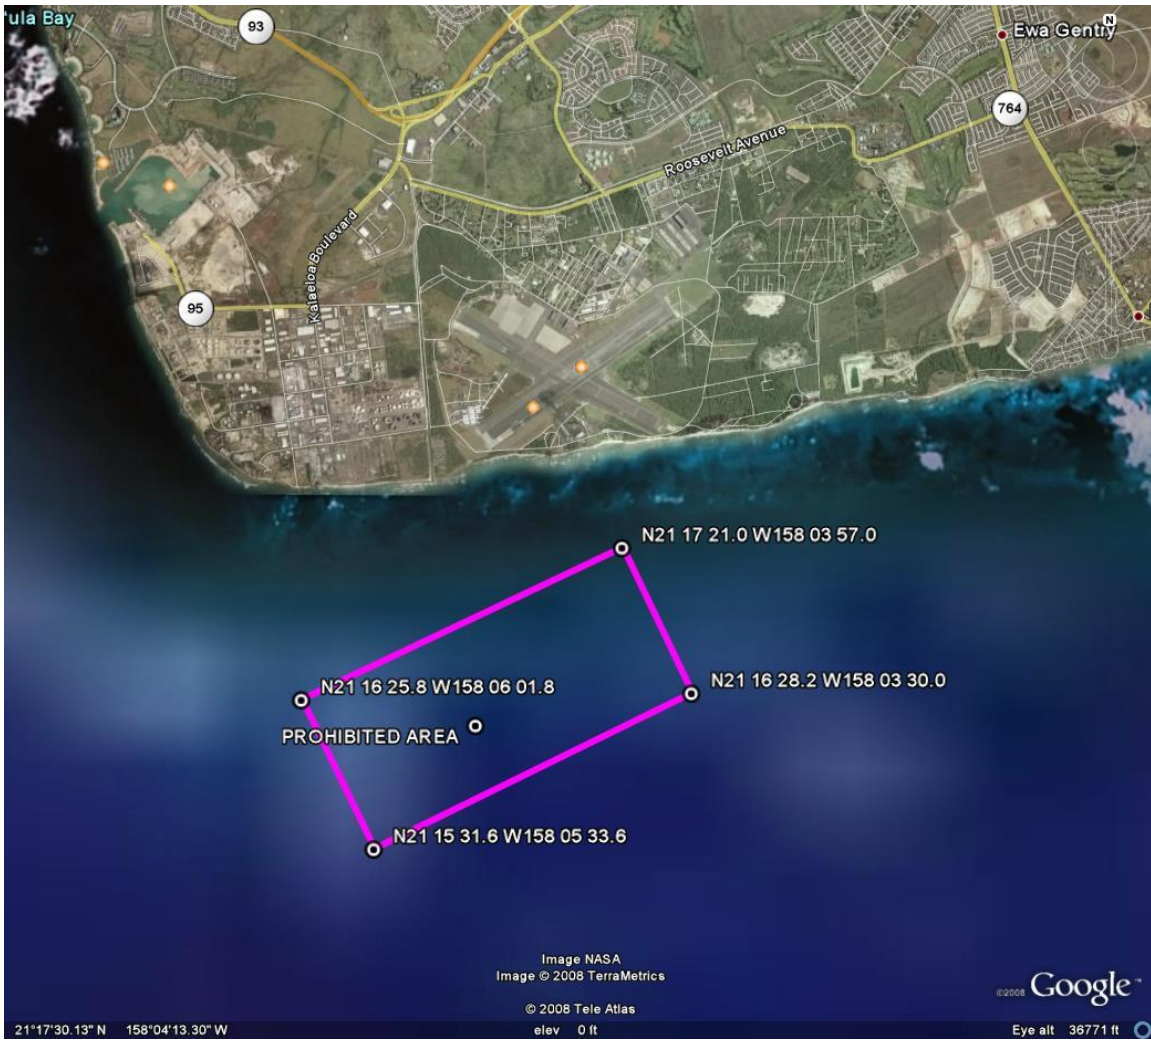 'ula Bay
93
N
Ewa Gentry
764
Roosevelt Avenue
Kalaeloa Boulevard
95
N21 17 21.0 W158 03 57.0
N21 16 25.8 W158 06 01.8
N21 16 28.2 W158 03 30.0
PROHIBITED AREA
N21 15 31.6 W158 05 33.6
Image NASA
Image © 2008 TerraMetrics
©2008 Google™
© 2008 Tele Atlas
21°17'30.13" N 158°04'13.30" W elev 0 ft Eye alt 36771 ft